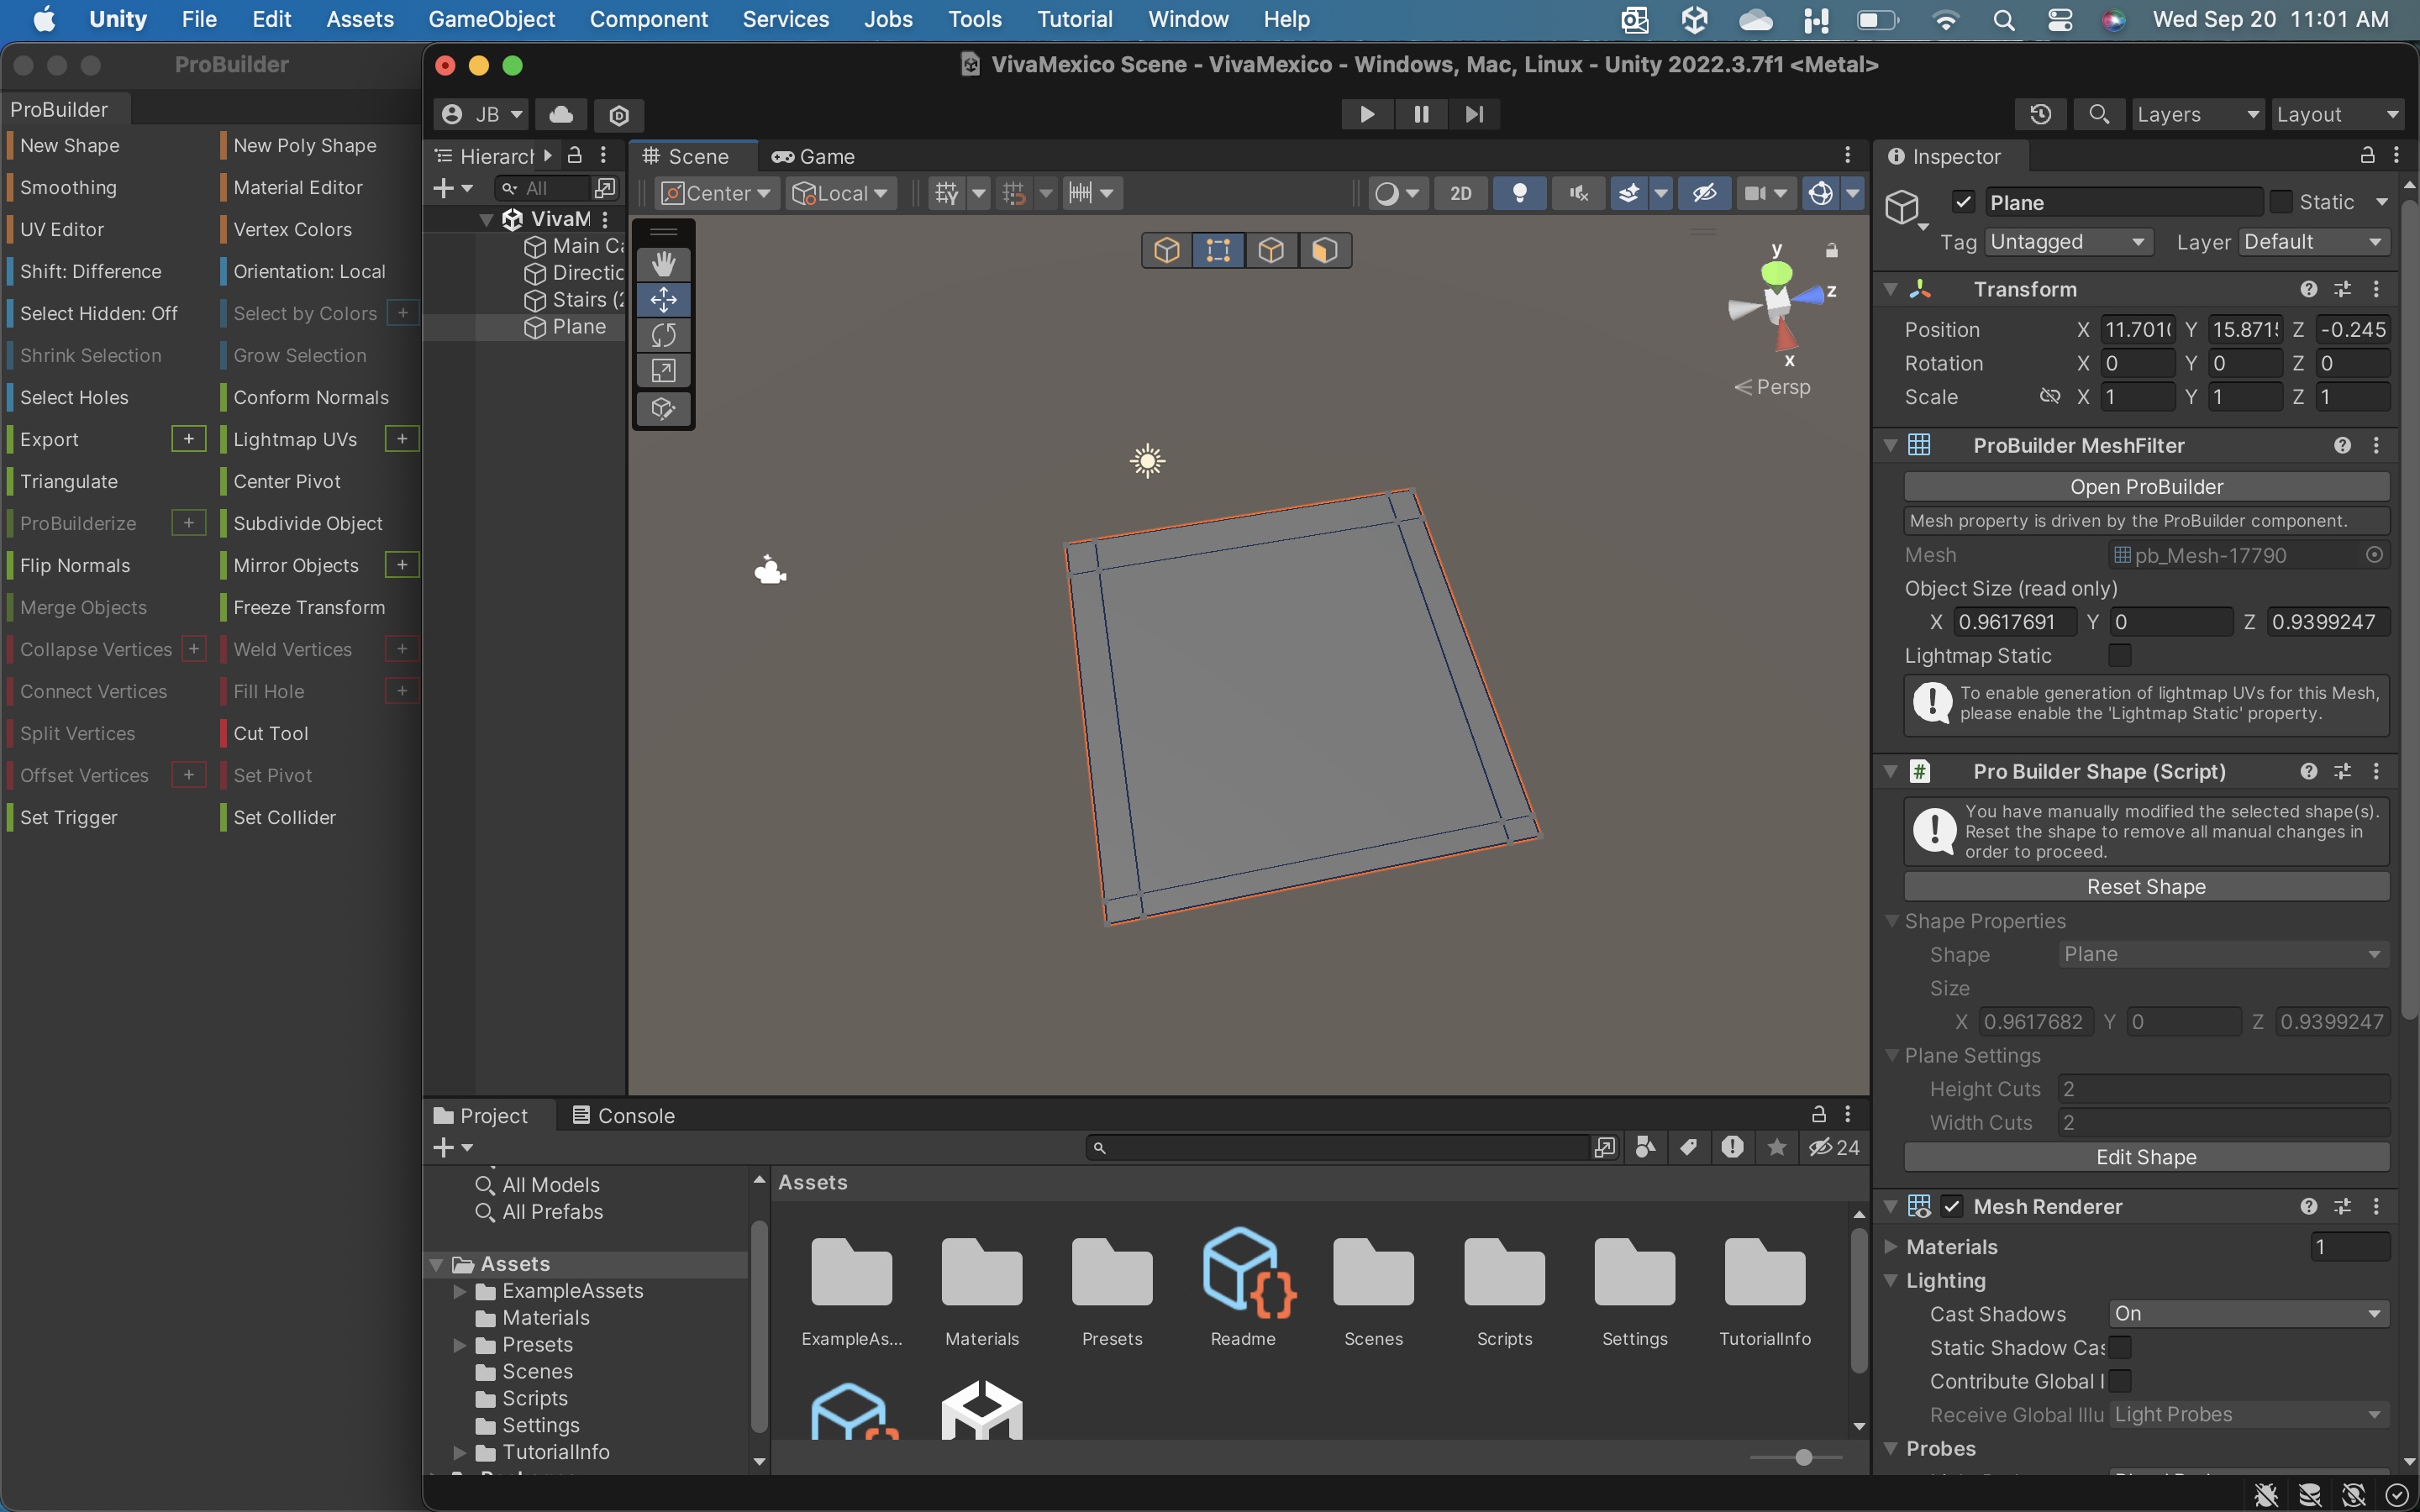 Unity File Edit Assets GameObject Component Services Jobs Tools Tutorial Window Help Wed Sep 20 11:01 AM
ProBuilder
VivaMexico Scene - VivaMexico - Windows, Mac, Linux - Unity 2022.3.7f1 <Metal>
ProBuilder
New Shape New Poly Shape
Smoothing Material Editor
UV Editor Vertex Colors
Shift: Difference Orientation: Local
Select Hidden: Off Select by Colors +
Shrink Selection Grow Selection
Select Holes Conform Normals
Export + Lightmap UVs +
Triangulate Center Pivot
ProBuilderize + Subdivide Object
Flip Normals Mirror Objects +
Merge Objects Freeze Transform
Collapse Vertices + Weld Vertices +
Connect Vertices Fill Hole +
Split Vertices Cut Tool
Offset Vertices + Set Pivot
Set Trigger Set Collider
JB
Layers Layout
Hierarch
All
VivaM
Main Ca
Directio
Stairs (2
Plane
Scene Game
Center Local 2D
y
z
x
Persp
Inspector
Plane Static
Tag Untagged Layer Default
Transform
Position X 11.7010 Y 15.871! Z -0.245
Rotation X 0 Y 0 Z 0
Scale X 1 Y 1 Z 1
ProBuilder MeshFilter
Open ProBuilder
Mesh property is driven by the ProBuilder component.
Mesh pb_Mesh-17790
Object Size (read only)
X 0.9617691 Y 0 Z 0.9399247
Lightmap Static
To enable generation of lightmap UVs for this Mesh,
please enable the 'Lightmap Static' property.
Pro Builder Shape (Script)
You have manually modified the selected shape(s).
Reset the shape to remove all manual changes in
order to proceed.
Reset Shape
Shape Properties
Shape Plane
Size
X 0.9617682 Y 0 Z 0.9399247
Plane Settings
Height Cuts 2
Width Cuts 2
Edit Shape
Mesh Renderer
Materials 1
Lighting
Cast Shadows On
Static Shadow Cas
Contribute Global I
Receive Global Illu Light Probes
Probes
Project Console
24
All Models
All Prefabs
Assets
ExampleAssets
Materials
Presets
Scenes
Scripts
Settings
TutorialInfo
Assets
ExampleAs... Materials Presets Readme Scenes Scripts Settings TutorialInfo